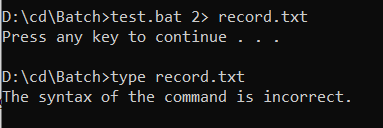 D:\cd\Batch>test.bat 2> record.txt
Press any key to continue . . .
D:\cd\Batch>type record.txt
The syntax of the command is incorrect.